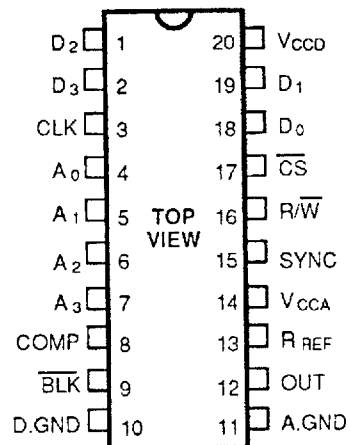 D2 1 20 VCCD
D3 2 19 D1
CLK 3 18 D0
A0 4 17 C̅S̅
A1 5 16 R/W̅
A2 6 15 SYNC
A3 7 14 VCCA
COMP 8 13 RREF
B̅L̅K̅ 9 12 OUT
D.GND 10 11 A.GND
TOP
VIEW